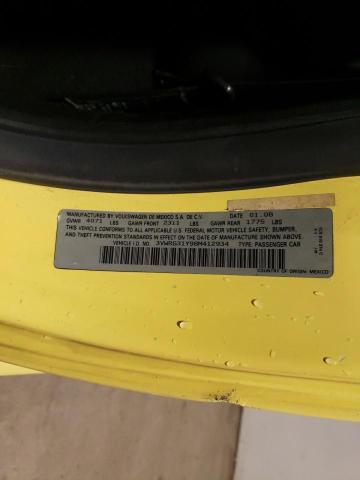 MANUFACTURED BY VOLKSWAGEN DE MEXICO S.A. DE C.V. DATE 01.08
GVWR 4071 LBS GAWR FRONT 2311 LBS GAWR REAR 1775 LBS
THIS VEHICLE CONFORMS TO ALL APPLICABLE U.S. FEDERAL MOTOR VEHICLE SAFETY, BUMPER,
AND THEFT PREVENTION STANDARDS IN EFFECT ON THE DATE OF MANUFACTURE SHOWN ABOVE.
VEHICLE I.D. NO. 3VWRG31Y98M412934 TYPE: PASSENGER CAR
COUNTRY OF ORIGIN: MEXICO